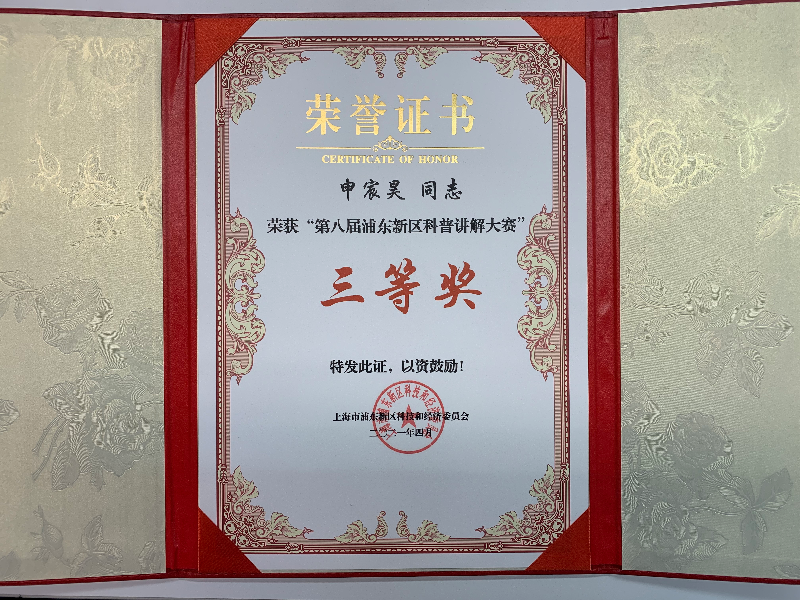 荣誉证书
CERTIFICATE OF HONOR
申宸昊 同志
荣获“第八届浦东新区科普讲解大赛”
三等奖
特发此证，以资鼓励！
上海市浦东新区科技和经济委员会
二〇二一年四月